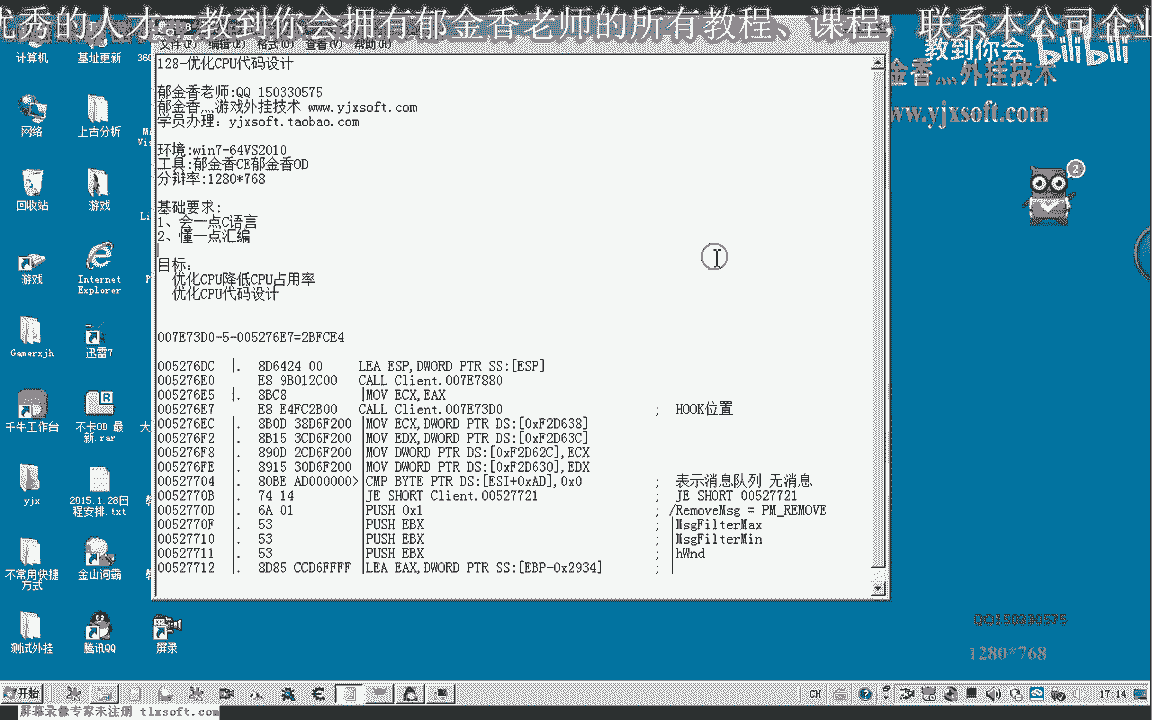 优秀的人才。教到你会拥有郁金香老师的所有教程、课程，联系本公司企业
教到你会 bilibili
金香灬外挂技术
www.yjxsoft.com
文件(F) 编辑(E) 格式(O) 查看(V) 帮助(H)
128-优化CPU代码设计
郁金香老师:QQ 150330575
郁金香灬游戏外挂技术 www.yjxsoft.com
学员办理：yjxsoft.taobao.com
环境:win7-64VS2010
工具:郁金香CE郁金香OD
分辩率:1280*768
基础要求:
1、会一点C语言
2、懂一点汇编
目标:
优化CPU降低CPU占用率
优化CPU代码设计
007E73D0-5-005276E7=2BFCE4
005276DC |. 8D6424 00 LEA ESP,DWORD PTR SS:[ESP]
005276E0 E8 9B012C00 CALL Client.007E7880
005276E5 |. 8BC8 |MOV ECX,EAX
005276E7 E8 E4FC2B00 CALL Client.007E73D0 ; HOOK位置
005276EC |. 8B0D 38D6F200 |MOV ECX,DWORD PTR DS:[0xF2D638]
005276F2 |. 8B15 3CD6F200 |MOV EDX,DWORD PTR DS:[0xF2D63C]
005276F8 |. 890D 2CD6F200 |MOV DWORD PTR DS:[0xF2D62C],ECX
005276FE |. 8915 30D6F200 |MOV DWORD PTR DS:[0xF2D630],EDX
00527704 |. 80BE AD000000>|CMP BYTE PTR DS:[ESI+0xAD],0x0 ; 表示消息队列 无消息
0052770B |. 74 14 |JE SHORT Client.00527721 ; JE SHORT 00527721
0052770D |. 6A 01 |PUSH 0x1 ; /RemoveMsg = PM_REMOVE
0052770F |. 53 |PUSH EBX ; |MsgFilterMax
00527710 |. 53 |PUSH EBX ; |MsgFilterMin
00527711 |. 53 |PUSH EBX ; |hWnd
00527712 |. 8D85 CCD6FFFF |LEA EAX,DWORD PTR SS:[EBP-0x2934] ; |
计算机
基址更新
360
网络
上古分析
回收站
游戏
游戏
Internet Explorer
Gamerxjh
迅雷7
千牛工作台
不卡OD 最新.rar
yjx
2015.1.28日程安排.txt
不常用快捷方式
金山词霸
测试外挂
腾讯QQ
屏录
2
QQ150330575
1280*768
开始
CH
17:14
屏幕录像专家未注册 tlxsoft.com